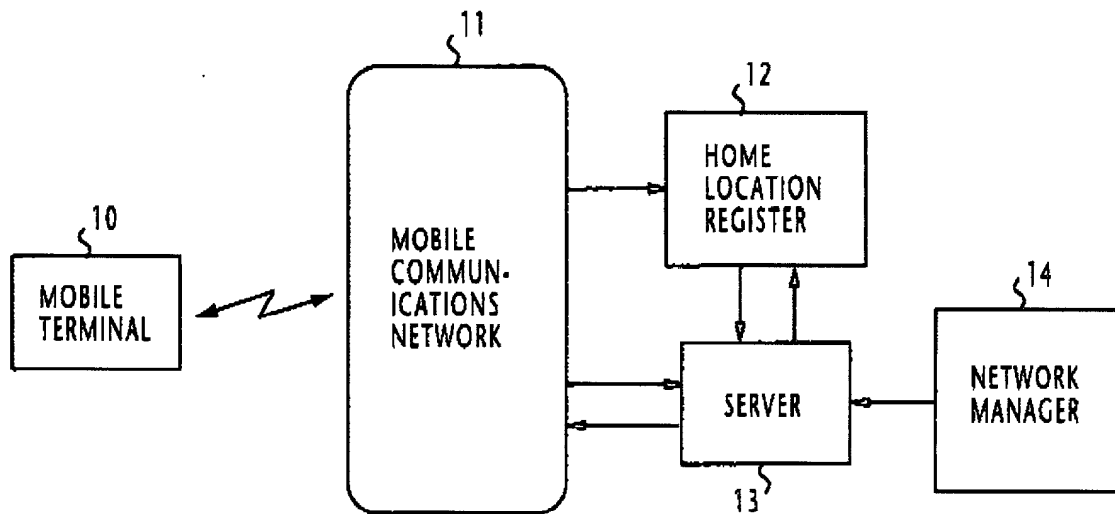 11
12
HOME
LOCATION
REGISTER
10
MOBILE
TERMINAL
MOBILE
COMMUN-
ICATIONS
NETWORK
14
SERVER
NETWORK
MANAGER
13